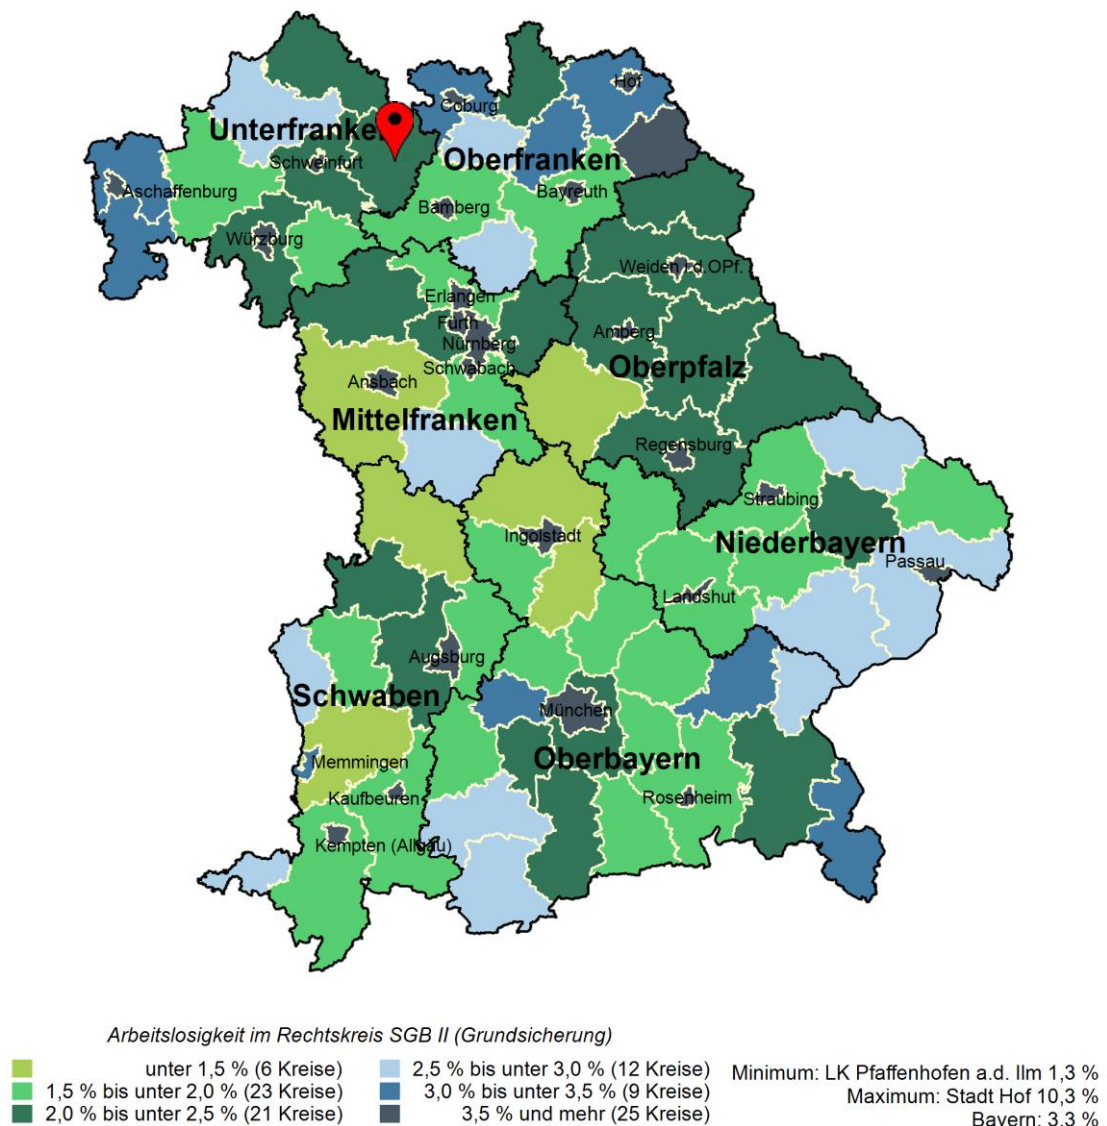 Hof
Coburg
Unterfranken
Oberfranken
Schweinfurt
Aschaffenburg
Bayreuth
Bamberg
Würzburg
Weiden i.d.OPf.
Erlangen
Fürth
Amberg
Nürnberg
Schwabach
Oberpfalz
Ansbach
Mittelfranken
Regensburg
Straubing
Ingolstadt
Niederbayern
Passau
Landshut
Augsburg
Schwaben
München
Oberbayern
Memmingen
Kaufbeuren
Rosenheim
Kempten (Allgäu)
Arbeitslosigkeit im Rechtskreis SGB II (Grundsicherung)
unter 1,5 % (6 Kreise)
1,5 % bis unter 2,0 % (23 Kreise)
2,0 % bis unter 2,5 % (21 Kreise)
2,5 % bis unter 3,0 % (12 Kreise)
3,0 % bis unter 3,5 % (9 Kreise)
3,5 % und mehr (25 Kreise)
Minimum: LK Pfaffenhofen a.d. Ilm 1,3 %
Maximum: Stadt Hof 10,3 %
Bayern: 3,3 %